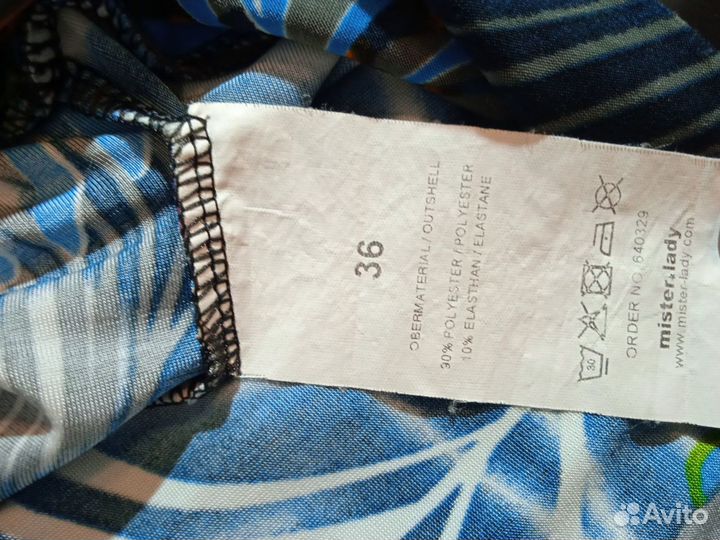 36
OBERMATERIAL / OUTSHELL
90% POLYESTER / POLYESTER
10% ELASTHAN / ELASTANE
30
ORDER NO. 640329
mister★lady
www.mister-lady.com
Avito